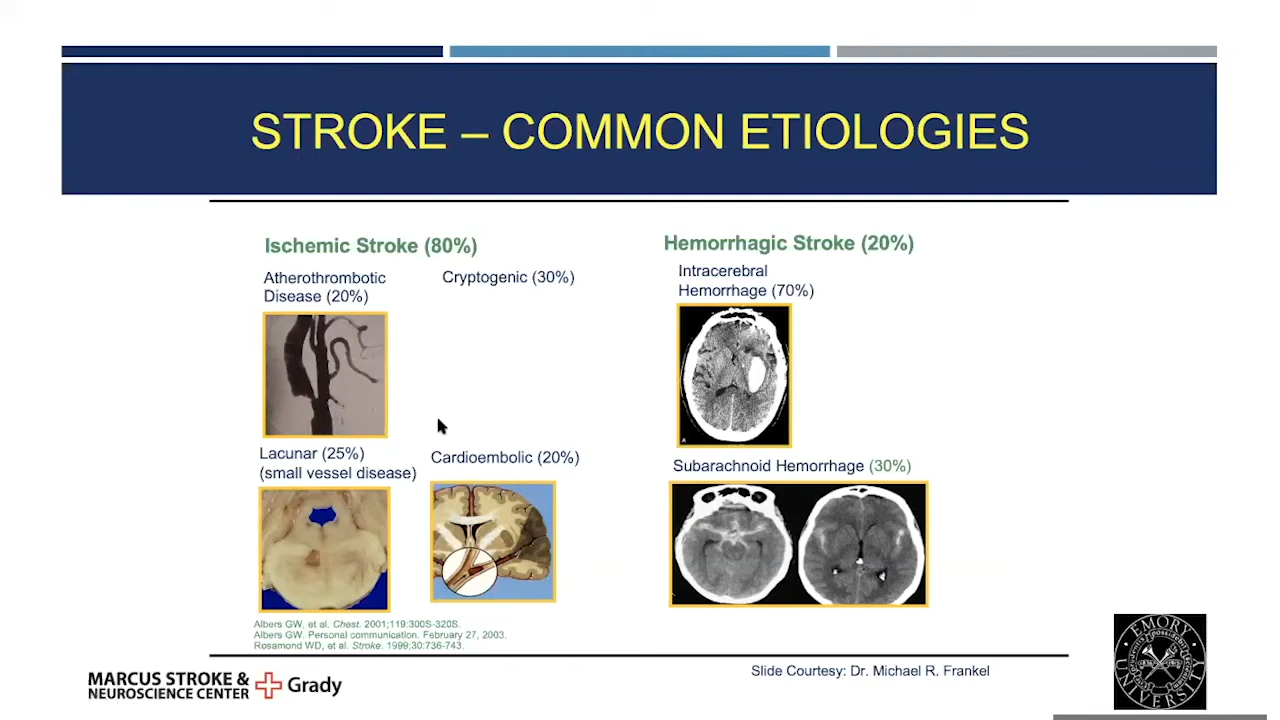 STROKE – COMMON ETIOLOGIES
Ischemic Stroke (80%)
Atherothrombotic
Disease (20%)
Cryptogenic (30%)
Lacunar (25%)
(small vessel disease)
Cardioembolic (20%)
Hemorrhagic Stroke (20%)
Intracerebral
Hemorrhage (70%)
Subarachnoid Hemorrhage (30%)
Albers GW, et al. Chest. 2001;119:300S-320S.
Albers GW. Personal communication. February 27, 2003.
Rosamond WD, et al. Stroke. 1999;30:736-743.
Slide Courtesy: Dr. Michael R. Frankel
MARCUS STROKE &
NEUROSCIENCE CENTER
Grady
EMORY
UNIVERSITY